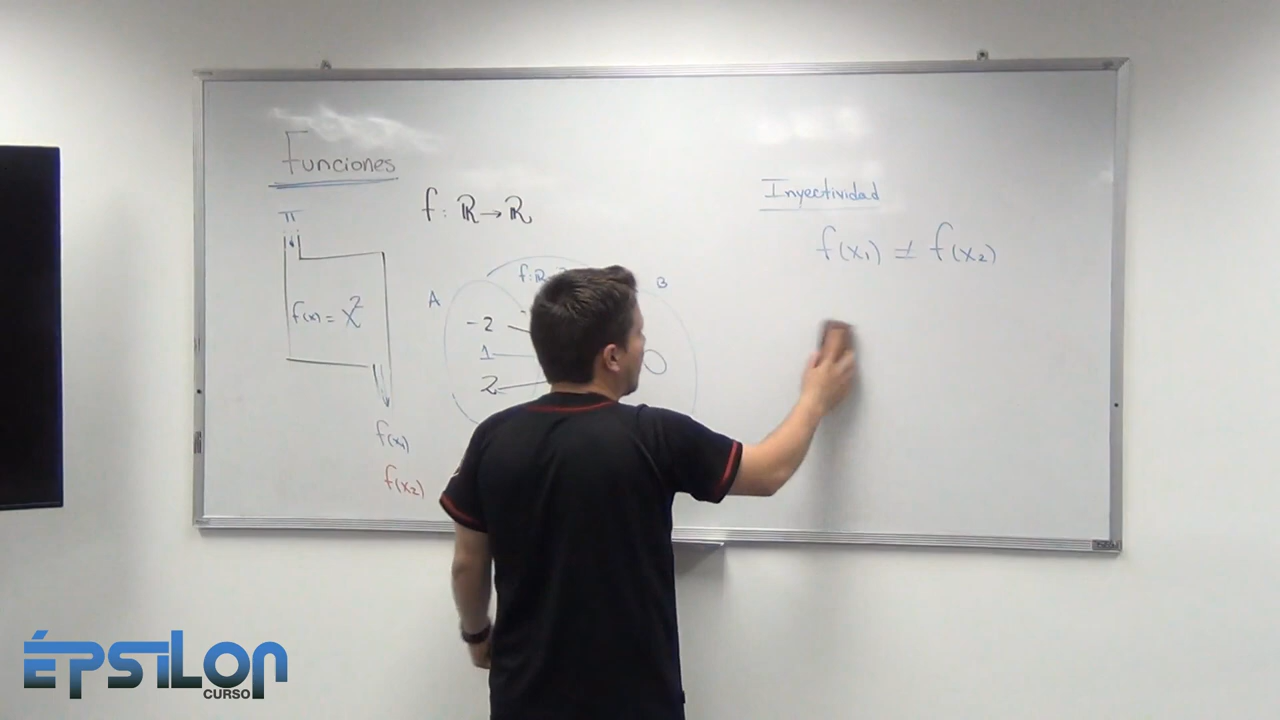 Funciones
π
f(x) = x²
f(x₁)
f(x₂)
f: ℝ → ℝ
f: ℝ
A
B
-2
1
2
Inyectividad
f(x₁) ≠ f(x₂)
ÉPSILON
CURSO